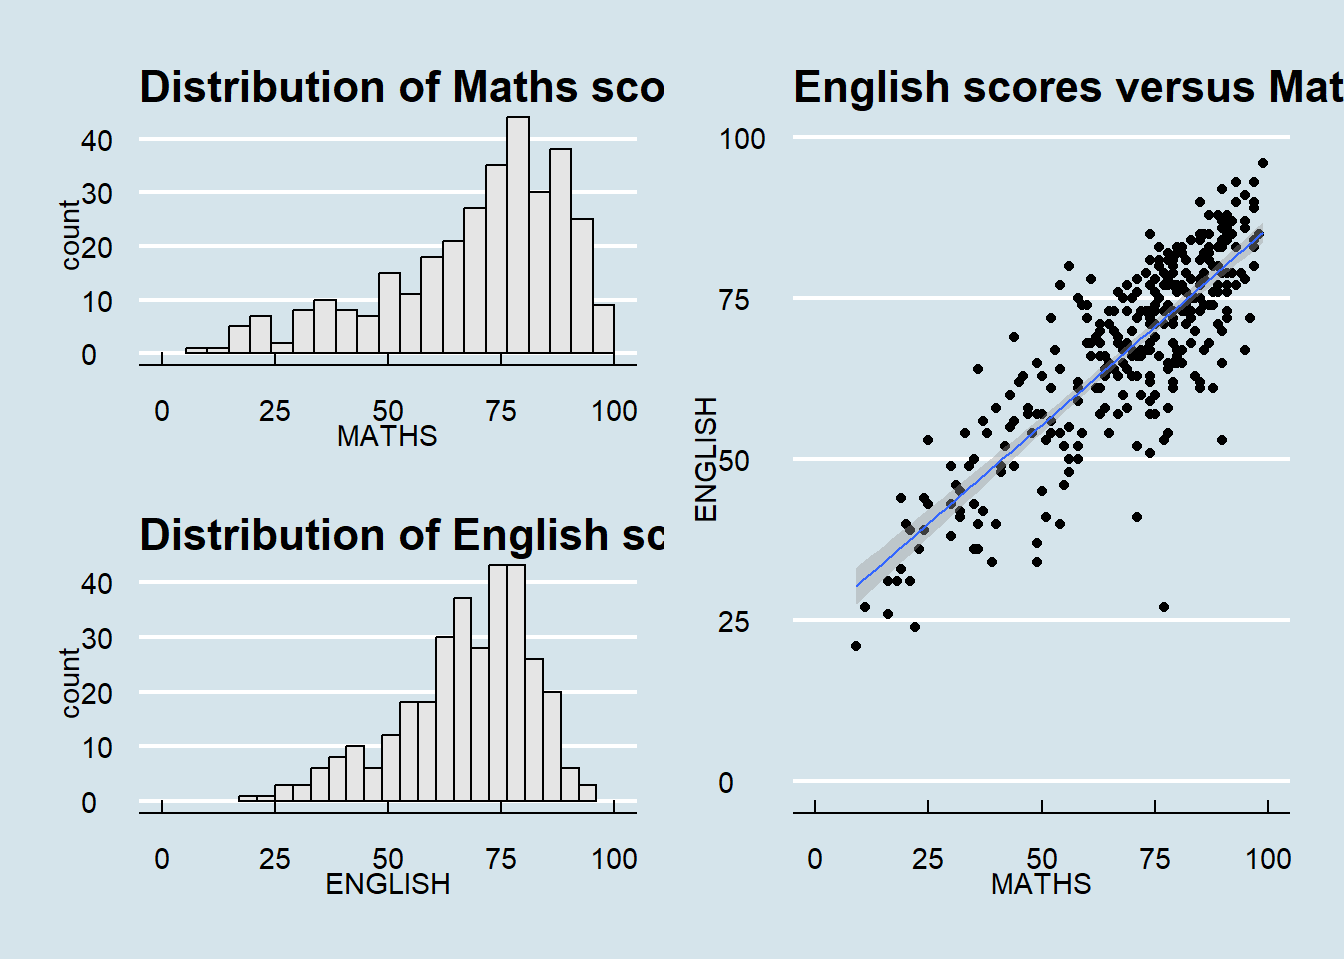 Distribution of Maths sco
40
30
20
10
0
count
0 25 50 75 100
MATHS
Distribution of English sc
40
30
20
10
0
count
0 25 50 75 100
ENGLISH
English scores versus Mat
100
75
50
25
0
ENGLISH
0 25 50 75 100
MATHS